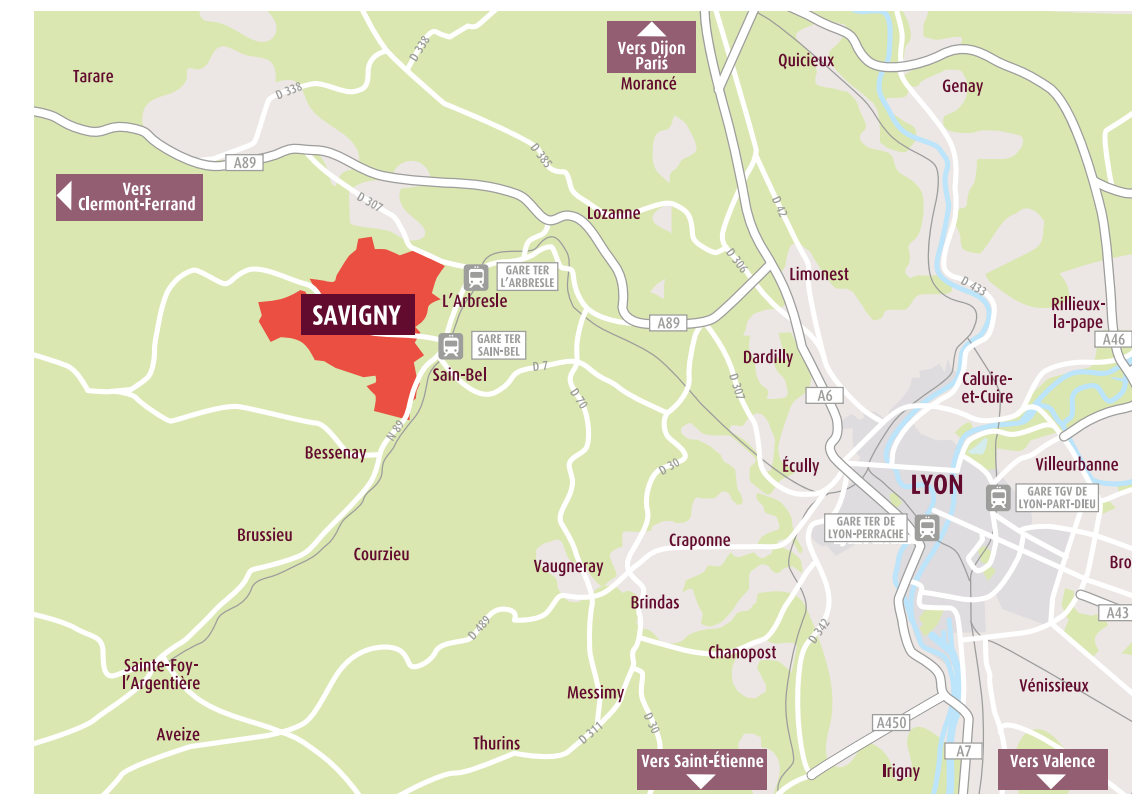 Vers Dijon
Paris
Morancé
Quicieux
Genay
Tarare
D 338
D 338
A89
Vers
Clermont-Ferrand
D 307
D 385
Lozanne
D 42
D 306
Limonest
D 433
Rillieux-
la-pape
A46
GARE TER
L'ARBRESLE
L'Arbresle
SAVIGNY
GARE TER
SAIN-BEL
Sain-Bel
A89
D 7
Dardilly
D 307
A6
Caluire-
et-Cuire
D 70
N 89
Bessenay
D 30
Écully
LYON
Villeurbanne
GARE TGV DE
LYON-PART-DIEU
GARE TER DE
LYON-PERRACHE
Brussieu
Courzieu
Craponne
Vaugneray
Bro
Brindas
A43
D 489
D 342
Chanopost
Sainte-Foy-
l'Argentière
Messimy
Vénissieux
Aveize
Thurins
D 311
D 30
A450
A7
Vers Saint-Étienne
Irigny
Vers Valence